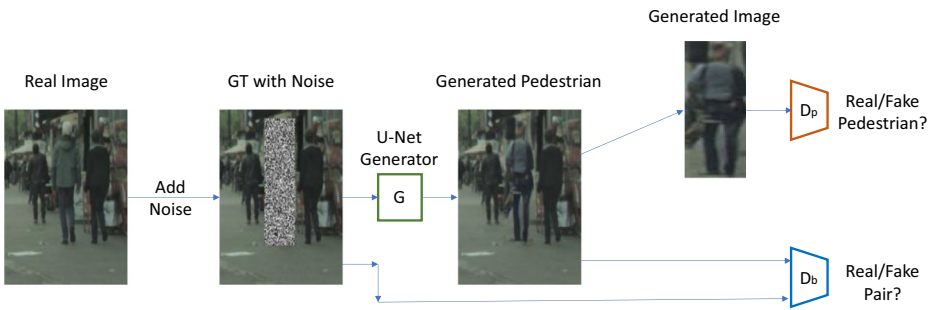 Generated Image
Real Image
GT with Noise
Generated Pedestrian
U-Net
Generator
Add
Noise
G
Dp
Real/Fake
Pedestrian?
Db
Real/Fake
Pair?